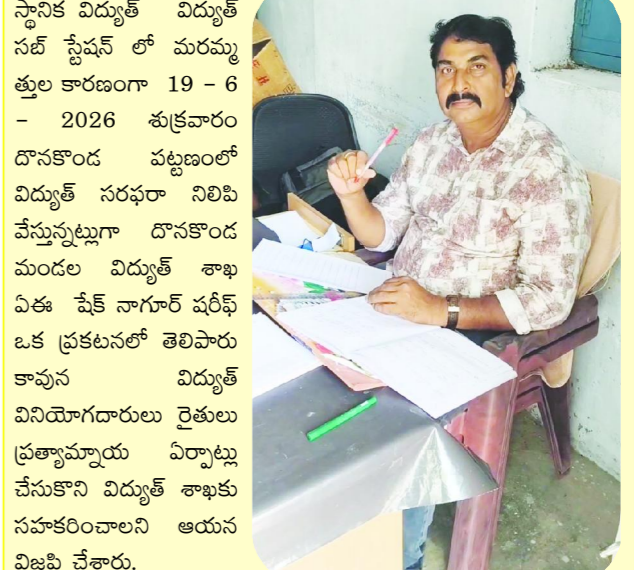 స్థానిక విద్యుత్ విద్యుత్
సబ్ స్టేషన్ లో మరమ్మ
త్తుల కారణంగా 19 - 6
- 2026 శుక్రవారం
దొనకొండ పట్టణంలో
విద్యుత్ సరఫరా నిలిపి
వేస్తున్నట్లుగా దొనకొండ
మండల విద్యుత్ శాఖ
ఏఈ షేక్ నాగూర్ షరీఫ్
ఒక ప్రకటనలో తెలిపారు
కావున విద్యుత్
వినియోగదారులు రైతులు
ప్రత్యామ్నాయ ఏర్పాట్లు
చేసుకొని విద్యుత్ శాఖకు
సహకరించాలని ఆయన
విజ్ఞప్తి చేశారు.